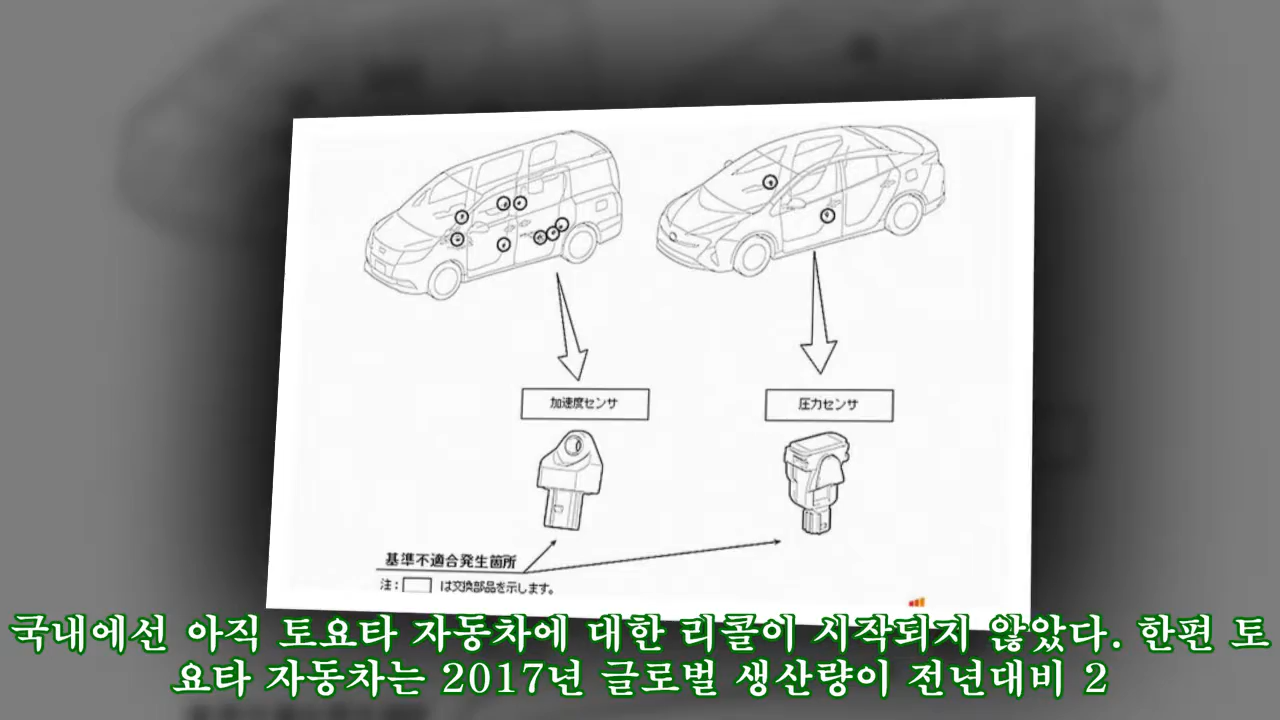 加速度センサ
圧力センサ
基準不適合発生箇所
注： は交換部品を示します。
국내에선 아직 토요타 자동차에 대한 리콜이 시작되지 않았다. 한편 토
요타 자동차는 2017년 글로벌 생산량이 전년대비 2